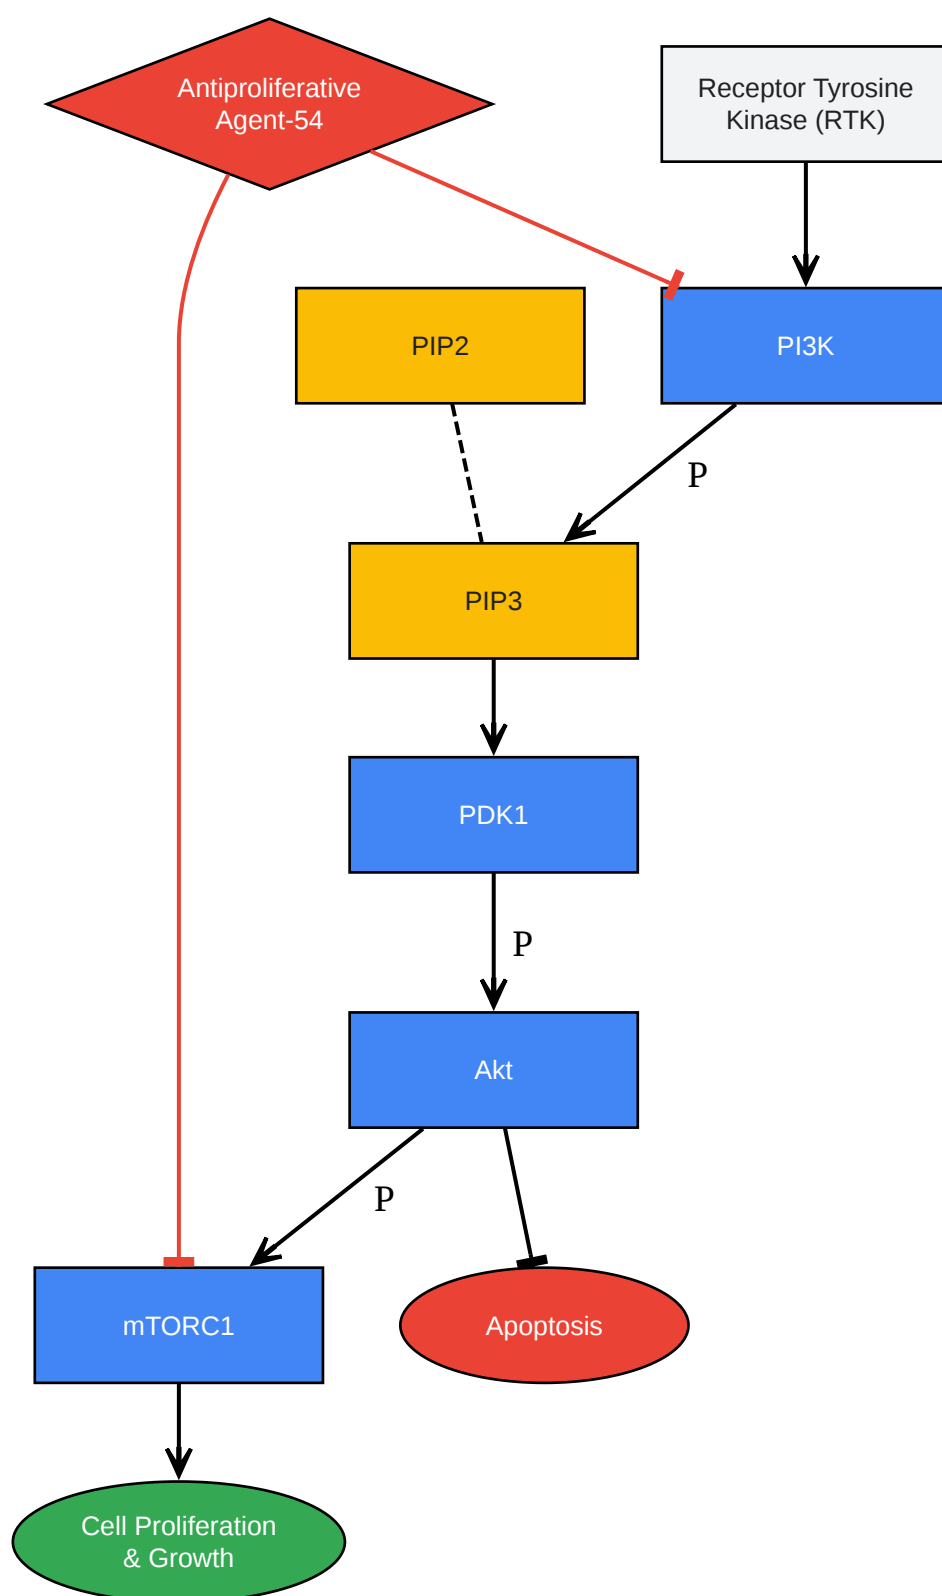 Antiproliferative
Agent-54
Receptor Tyrosine
Kinase (RTK)
PIP2
PI3K
P
PIP3
PDK1
P
Akt
P
mTORC1
Apoptosis
Cell Proliferation
& Growth